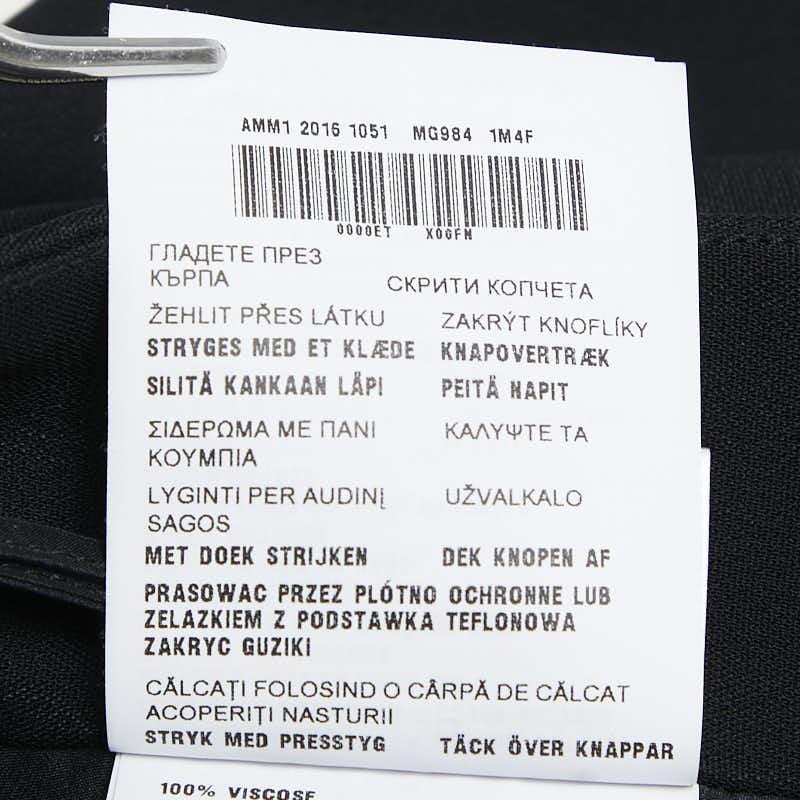 AMM1 2016 1051 MG984 1M4F
0000ET X0GFN
ГЛАДЕТЕ ПРЕЗ
КЪРПА СКРИТИ КОПЧЕТА
ŽEHLIT PŘES LÁTKU ZAKRÝT KNOFLÍKY
STRYGES MED ET KLÆDE KNAPOVERTRÆK
SILITÄ KANKAAN LÄPI PEITÄ NAPIT
ΣΙΔΕΡΩΜΑ ΜΕ ΠΑΝΙ ΚΑΛΥΨΤΕ ΤΑ
ΚΟΥΜΠΙΑ
LYGINTI PER AUDINĮ UŽVALKALO
SAGOS
MET DOEK STRIJKEN DEK KNOPEN AF
PRASOWAC PRZEZ PLÓTNO OCHRONNE LUB
ZELAZKIEM Z PODSTAWKA TEFLONOWA
ZAKRYC GUZIKI
CĂLCAȚI FOLOSIND O CÂRPĂ DE CĂLCAT
ACOPERIȚI NASTURII
STRYK MED PRESSTYG TÄCK ÖVER KNAPPAR
100% VISCOSE